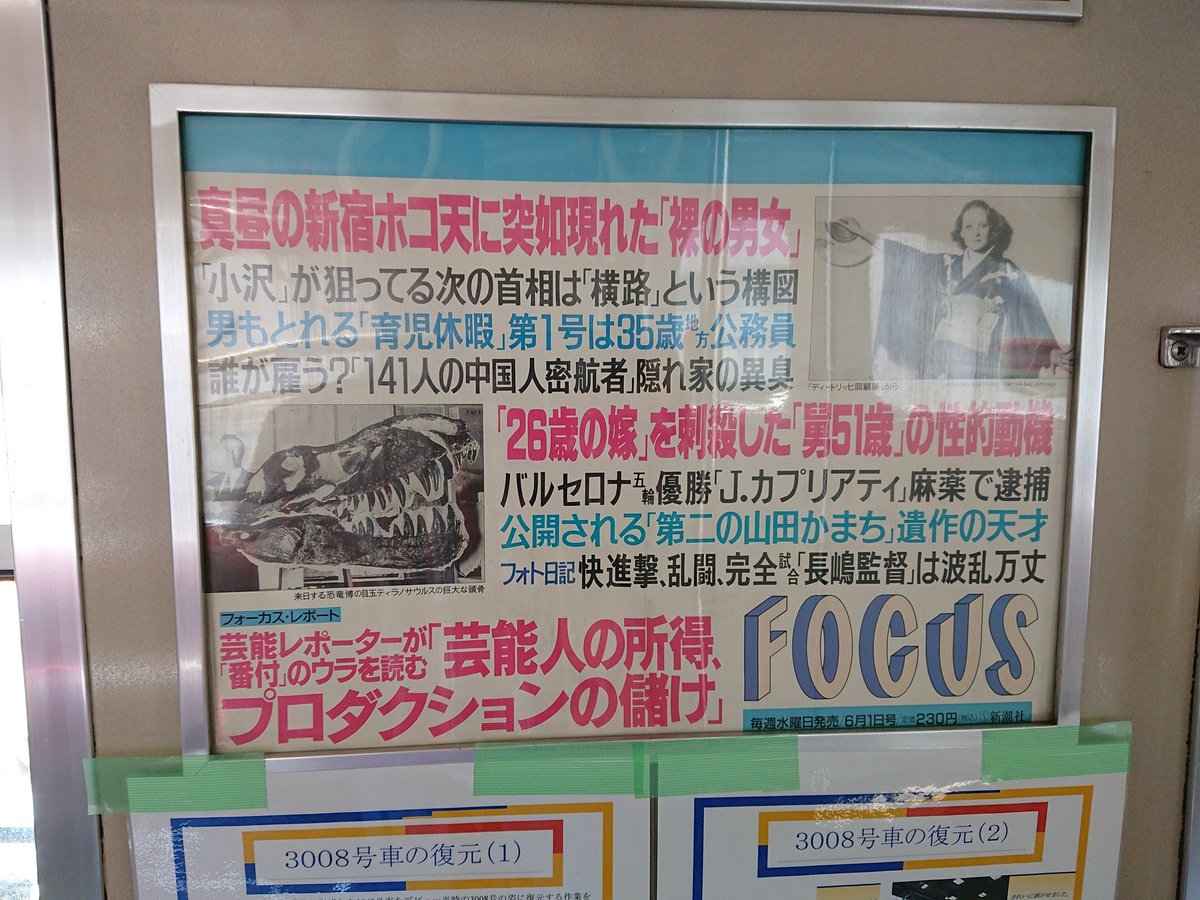 真昼の新宿ホコ天に突如現れた「裸の男女」
「小沢」が狙ってる次の首相は「横路」という構図
男もとれる「育児休暇」第1号は35歳地方公務員
誰が雇う?「141人の中国人密航者」隠れ家の異臭
「ディートリッヒ回顧展」から
「26歳の嫁」を刺殺した「舅51歳」の性的動機
バルセロナ五輪優勝「J.カプリアティ」麻薬で逮捕
公開される「第二の山田かまち」遺作の天才
フォト日記 快進撃、乱闘、完全試合「長嶋監督」は波乱万丈
来日する恐竜博の目玉ティラノサウルスの巨大な頭骨
フォーカス・レポート
芸能レポーターが「番付」のウラを読む
「芸能人の所得、
プロダクションの儲け」
FOCUS
毎週水曜日発売 6月1日号/定価230円(税込) 新潮社
3008号車の復元(1)
3008号車の復元(2)
きれいに剥がせました。